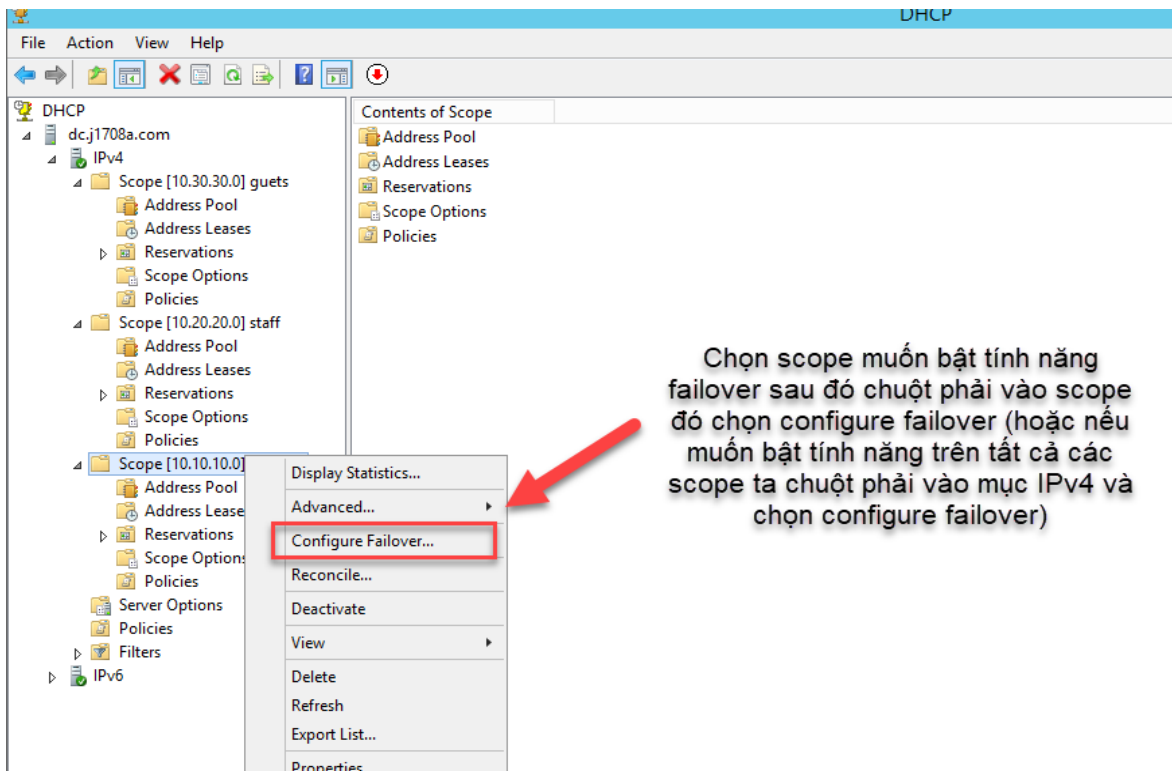 DHCP
File Action View Help
DHCP
dc.j1708a.com
IPv4
Scope [10.30.30.0] guets
Address Pool
Address Leases
Reservations
Scope Options
Policies
Scope [10.20.20.0] staff
Address Pool
Address Leases
Reservations
Scope Options
Policies
Scope [10.10.10.0]
Address Pool
Address Lease
Reservations
Scope Option
Policies
Server Options
Policies
Filters
IPv6
Contents of Scope
Address Pool
Address Leases
Reservations
Scope Options
Policies
Display Statistics...
Advanced...
Configure Failover...
Reconcile...
Deactivate
View
Delete
Refresh
Export List...
Properties
Chọn scope muốn bật tính năng
failover sau đó chuột phải vào scope
đó chọn configure failover (hoặc nếu
muốn bật tính năng trên tất cả các
scope ta chuột phải vào mục IPv4 và
chọn configure failover)